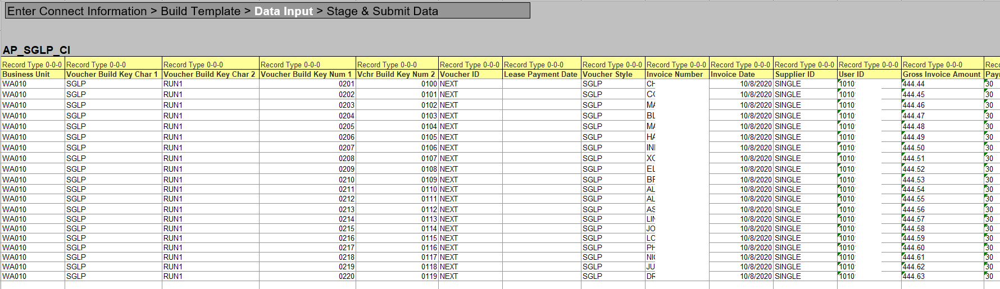 Enter Connect Information > Build Template > Data Input > Stage & Submit Data
AP_SGLP_CI
Record Type 0-0-0 Record Type 0-0-0 Record Type 0-0-0 Record Type 0-0-0 Record Type 0-0-0 Record Type 0-0-0 Record Type 0-0-0 Record Type 0-0-0 Record Type 0-0-0 Record Type 0-0-0 Record Type 0-0-0 Record Type 0-0-0 Record Type 0-0-0 Recc
Business Unit Voucher Build Key Char 1 Voucher Build Key Char 2 Voucher Build Key Num 1 Vchr Build Key Num 2 Voucher ID Lease Payment Date Voucher Style Invoice Number Invoice Date Supplier ID User ID Gross Invoice Amount Payr
WA010 SGLP RUN1 0201 0100 NEXT SGLP CH 10/8/2020 SINGLE 1010 444.44 30
WA010 SGLP RUN1 0202 0101 NEXT SGLP CO 10/8/2020 SINGLE 1010 444.45 30
WA010 SGLP RUN1 0203 0102 NEXT SGLP MA 10/8/2020 SINGLE 1010 444.46 30
WA010 SGLP RUN1 0204 0103 NEXT SGLP BL 10/8/2020 SINGLE 1010 444.47 30
WA010 SGLP RUN1 0205 0104 NEXT SGLP MA 10/8/2020 SINGLE 1010 444.48 30
WA010 SGLP RUN1 0206 0105 NEXT SGLP HA 10/8/2020 SINGLE 1010 444.49 30
WA010 SGLP RUN1 0207 0106 NEXT SGLP INI 10/8/2020 SINGLE 1010 444.50 30
WA010 SGLP RUN1 0208 0107 NEXT SGLP XO 10/8/2020 SINGLE 1010 444.51 30
WA010 SGLP RUN1 0209 0108 NEXT SGLP EL 10/8/2020 SINGLE 1010 444.52 30
WA010 SGLP RUN1 0210 0109 NEXT SGLP BF 10/8/2020 SINGLE 1010 444.53 30
WA010 SGLP RUN1 0211 0110 NEXT SGLP AL 10/8/2020 SINGLE 1010 444.54 30
WA010 SGLP RUN1 0212 0111 NEXT SGLP AL 10/8/2020 SINGLE 1010 444.55 30
WA010 SGLP RUN1 0213 0112 NEXT SGLP AS 10/8/2020 SINGLE 1010 444.56 30
WA010 SGLP RUN1 0214 0113 NEXT SGLP LIN 10/8/2020 SINGLE 1010 444.57 30
WA010 SGLP RUN1 0215 0114 NEXT SGLP JO 10/8/2020 SINGLE 1010 444.58 30
WA010 SGLP RUN1 0216 0115 NEXT SGLP LO 10/8/2020 SINGLE 1010 444.59 30
WA010 SGLP RUN1 0217 0116 NEXT SGLP PH 10/8/2020 SINGLE 1010 444.60 30
WA010 SGLP RUN1 0218 0117 NEXT SGLP NI 10/8/2020 SINGLE 1010 444.61 30
WA010 SGLP RUN1 0219 0118 NEXT SGLP JU 10/8/2020 SINGLE 1010 444.62 30
WA010 SGLP RUN1 0220 0119 NEXT SGLP DR 10/8/2020 SINGLE 1010 444.63 30